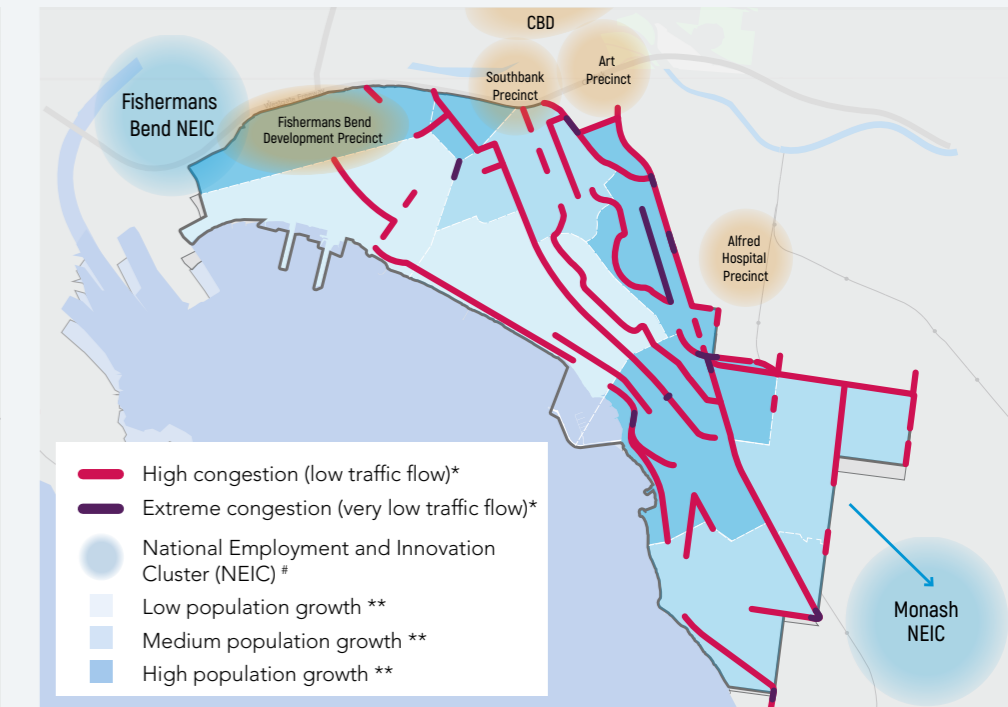 CBD
Art
Precinct
Southbank
Precinct
Fishermans
Bend NEIC
Fishermans Bend
Development Precinct
Alfred
Hospital
Precinct
High congestion (low traffic flow)*
Extreme congestion (very low traffic flow)*
National Employment and Innovation
Cluster (NEIC) #
Low population growth **
Medium population growth **
High population growth **
Monash
NEIC